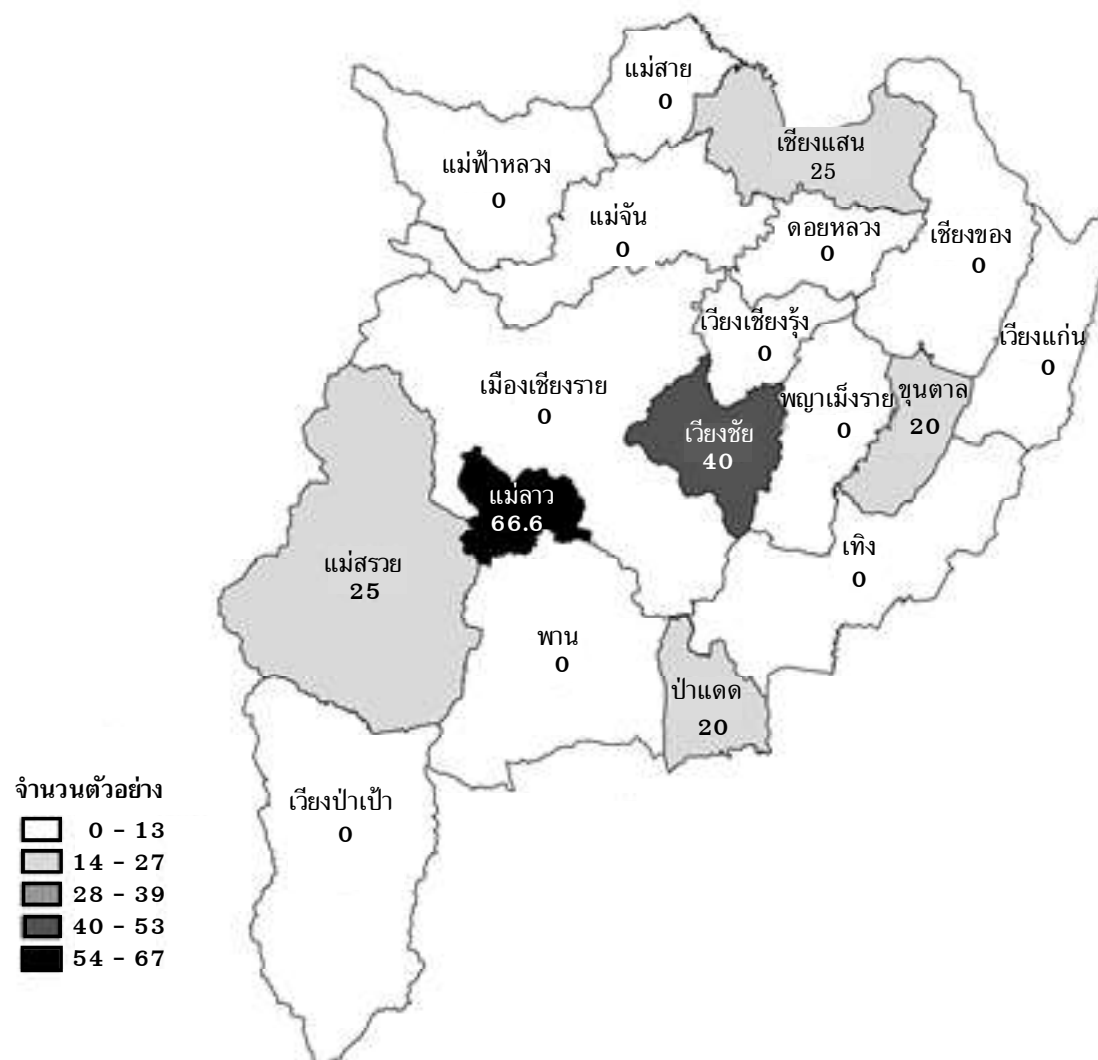 แม่สาย
0
เชียงแสน
25
แม่ฟ้าหลวง
0
แม่จัน
0
ดอยหลวง
0
เชียงของ
0
เวียงเชียงรุ้ง
0
เวียงแก่น
0
เมืองเชียงราย
0
พญาเม็งราย
0
ขุนตาล
20
เวียงชัย
40
แม่ลาว
66.6
แม่สรวย
25
เทิง
0
พาน
0
ป่าแดด
20
เวียงป่าเป้า
0
จำนวนตัวอย่าง
0 - 13
14 - 27
28 - 39
40 - 53
54 - 67